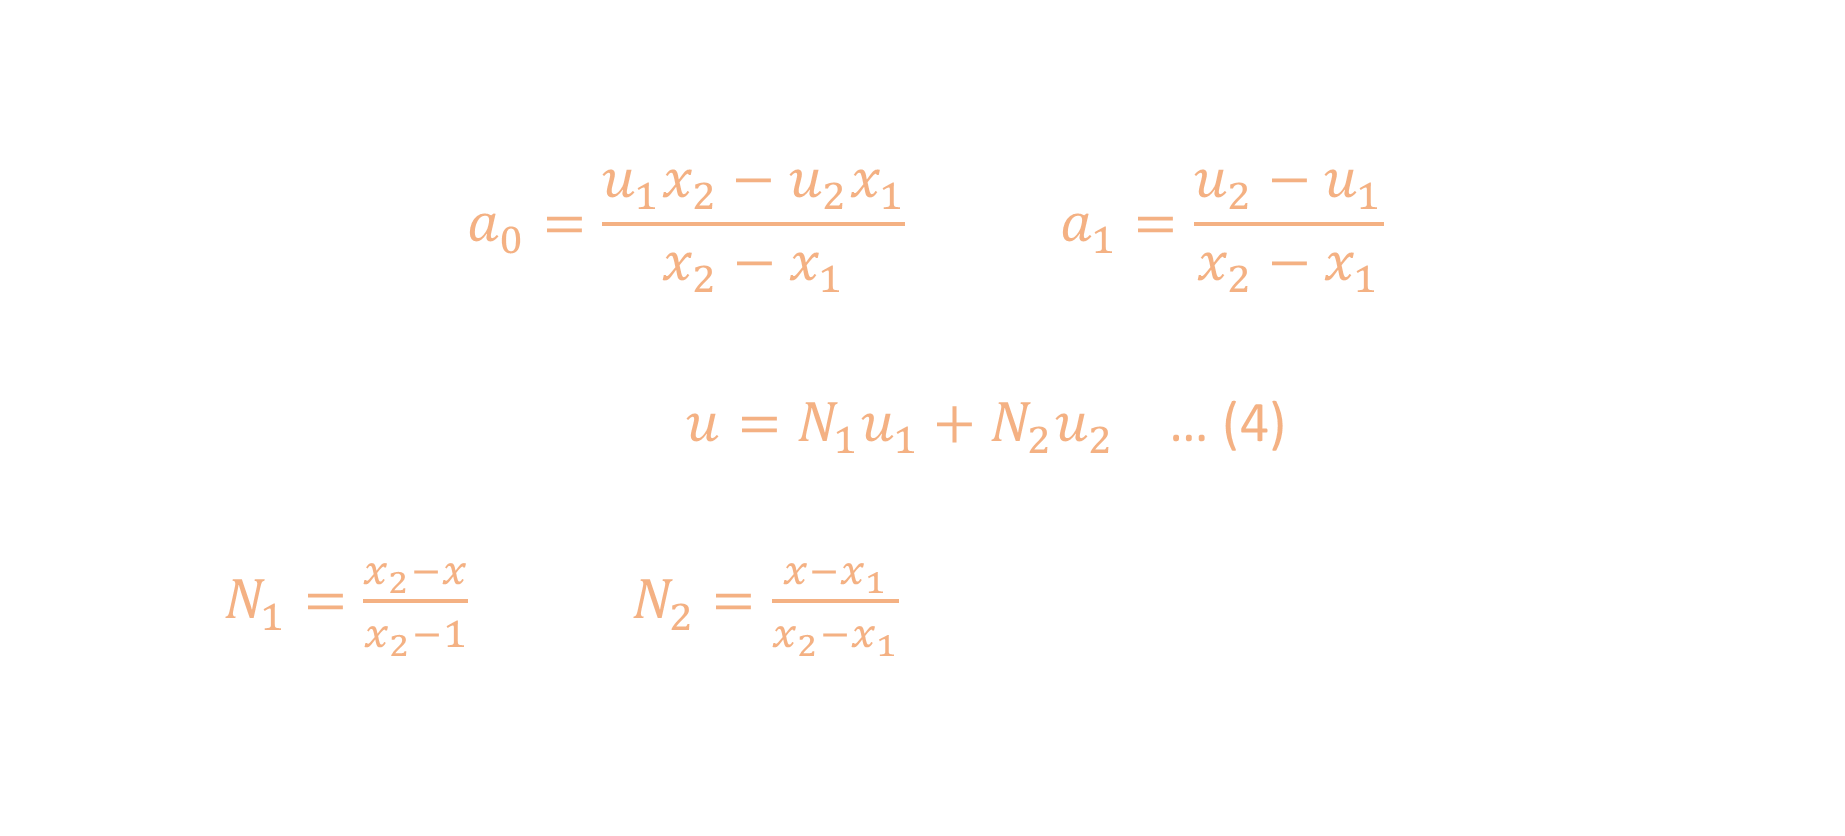 a₀ = (u₁x₂ − u₂x₁)/(x₂ − x₁)    a₁ = (u₂ − u₁)/(x₂ − x₁)
u = N₁u₁ + N₂u₂ ... (4)
N₁ = (x₂−x)/(x₂−1)    N₂ = (x−x₁)/(x₂−x₁)